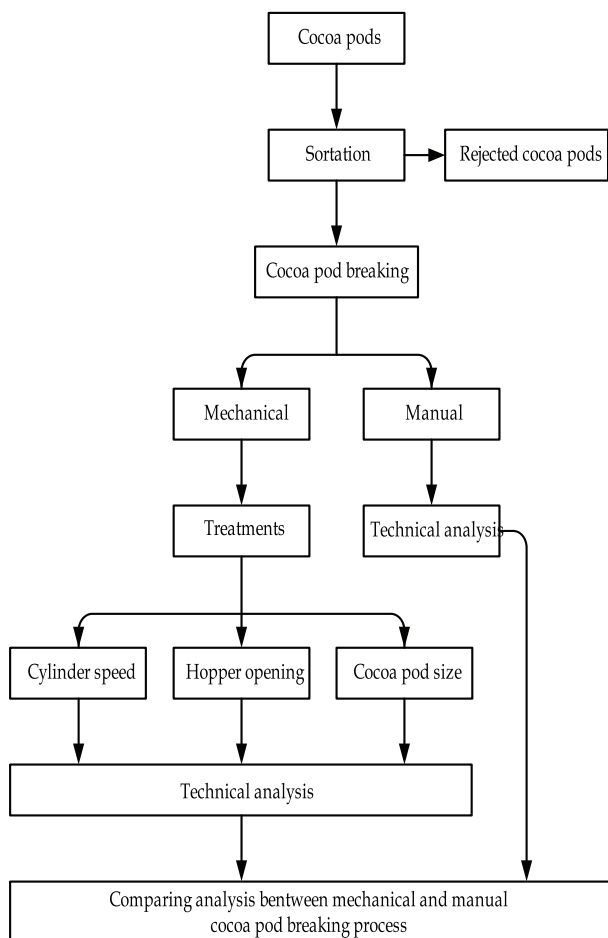 Cocoa pods
Sortation
Rejected cocoa pods
Cocoa pod breaking
Mechanical
Manual
Treatments
Technical analysis
Cylinder speed
Hopper opening
Cocoa pod size
Technical analysis
Comparing analysis bentween mechanical and manual
cocoa pod breaking process